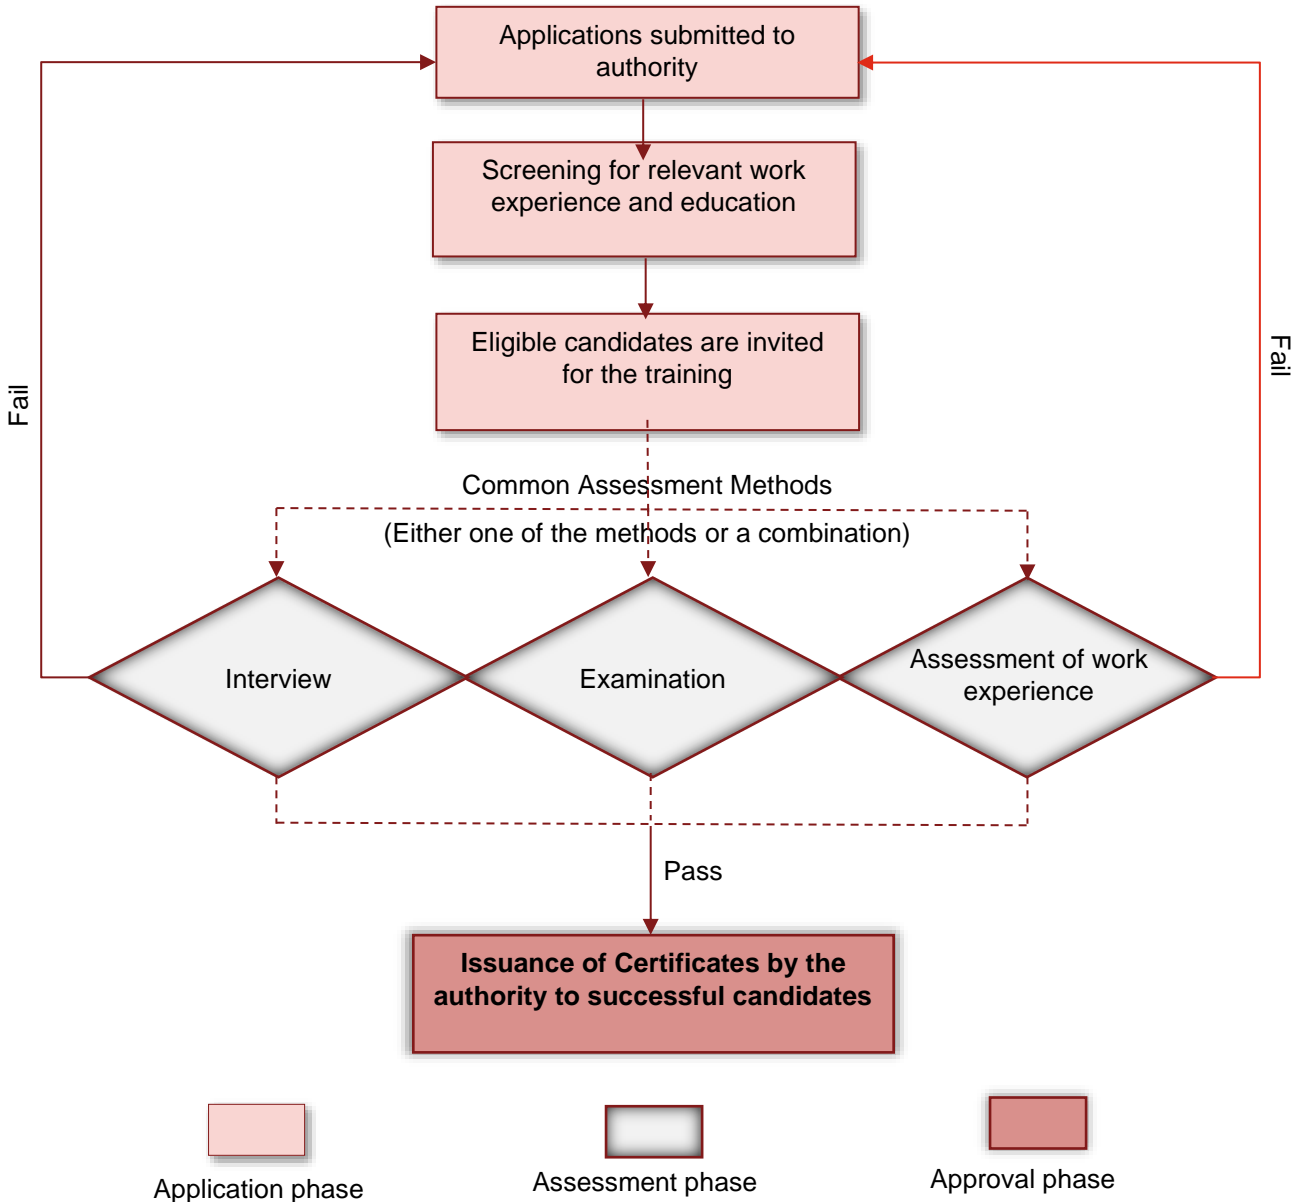 Applications submitted to
authority
Screening for relevant work
experience and education
Eligible candidates are invited
for the training
Fail
Fail
Common Assessment Methods
(Either one of the methods or a combination)
Interview
Examination
Assessment of work
experience
Pass
Issuance of Certificates by the
authority to successful candidates
Application phase
Assessment phase
Approval phase